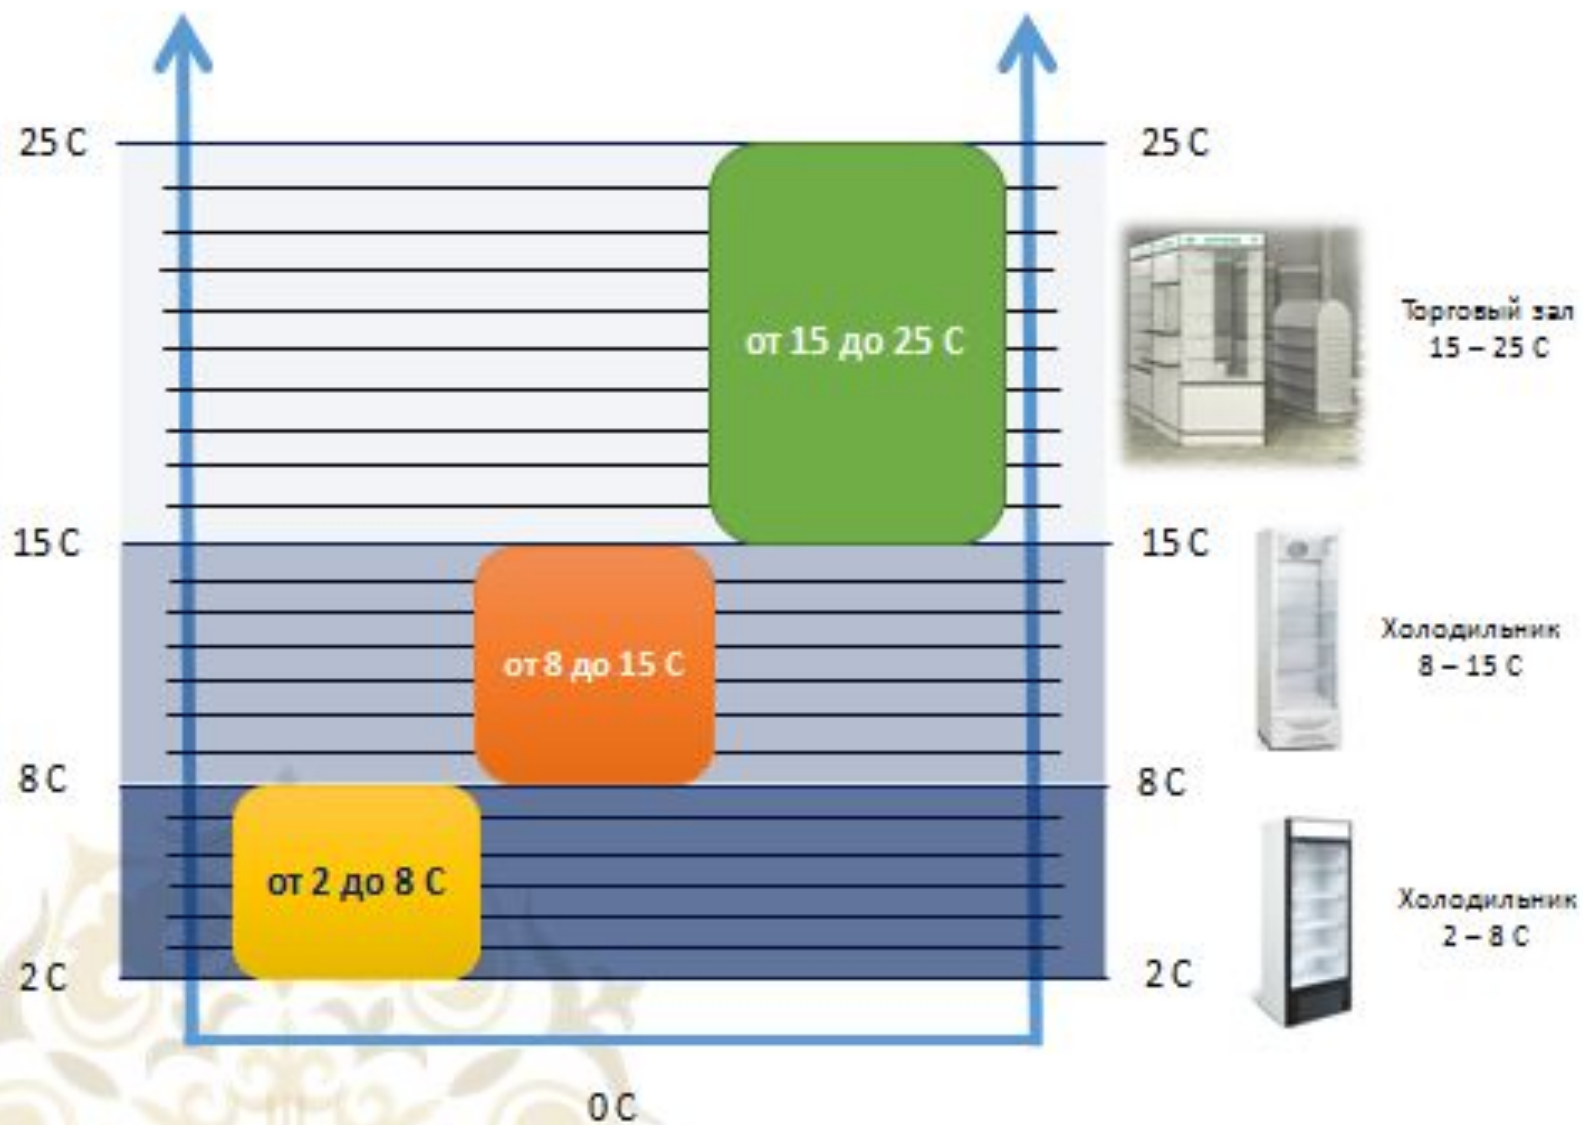 25 С
25 С
от 15 до 25 С
Торговый зал
15 – 25 С
15 С
15 С
от 8 до 15 С
Холодильник
8 – 15 С
8 С
8 С
от 2 до 8 С
Холодильник
2 – 8 С
2 С
2 С
0 С